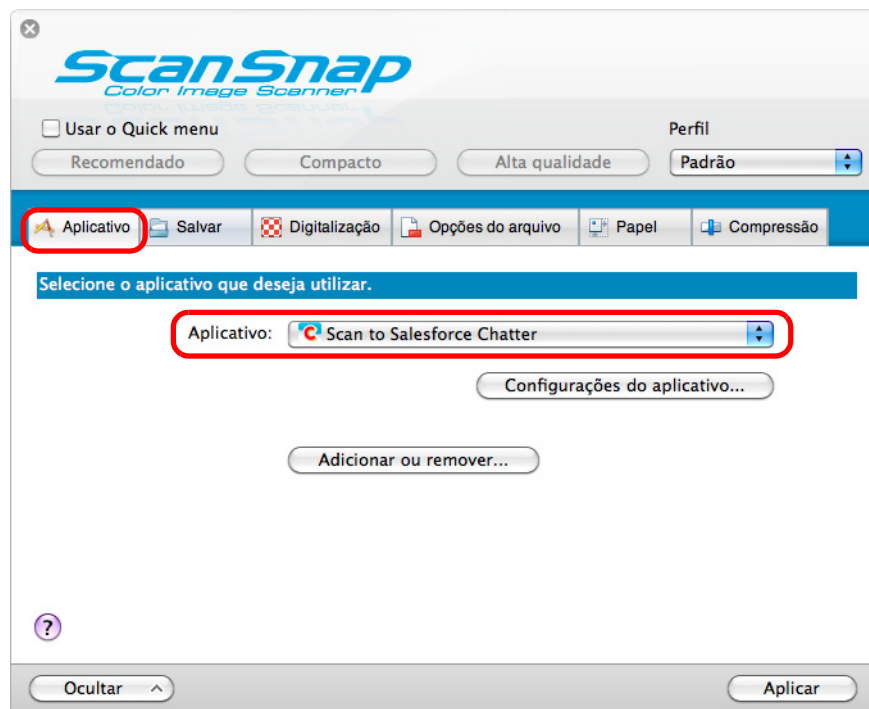 ScanSnap
Color Image Scanner
Usar o Quick menu
Perfil
Recomendado Compacto Alta qualidade Padrão
Aplicativo Salvar Digitalização Opções do arquivo Papel Compressão
Selecione o aplicativo que deseja utilizar.
Aplicativo: C Scan to Salesforce Chatter
Configurações do aplicativo...
Adicionar ou remover...
?
Ocultar Aplicar